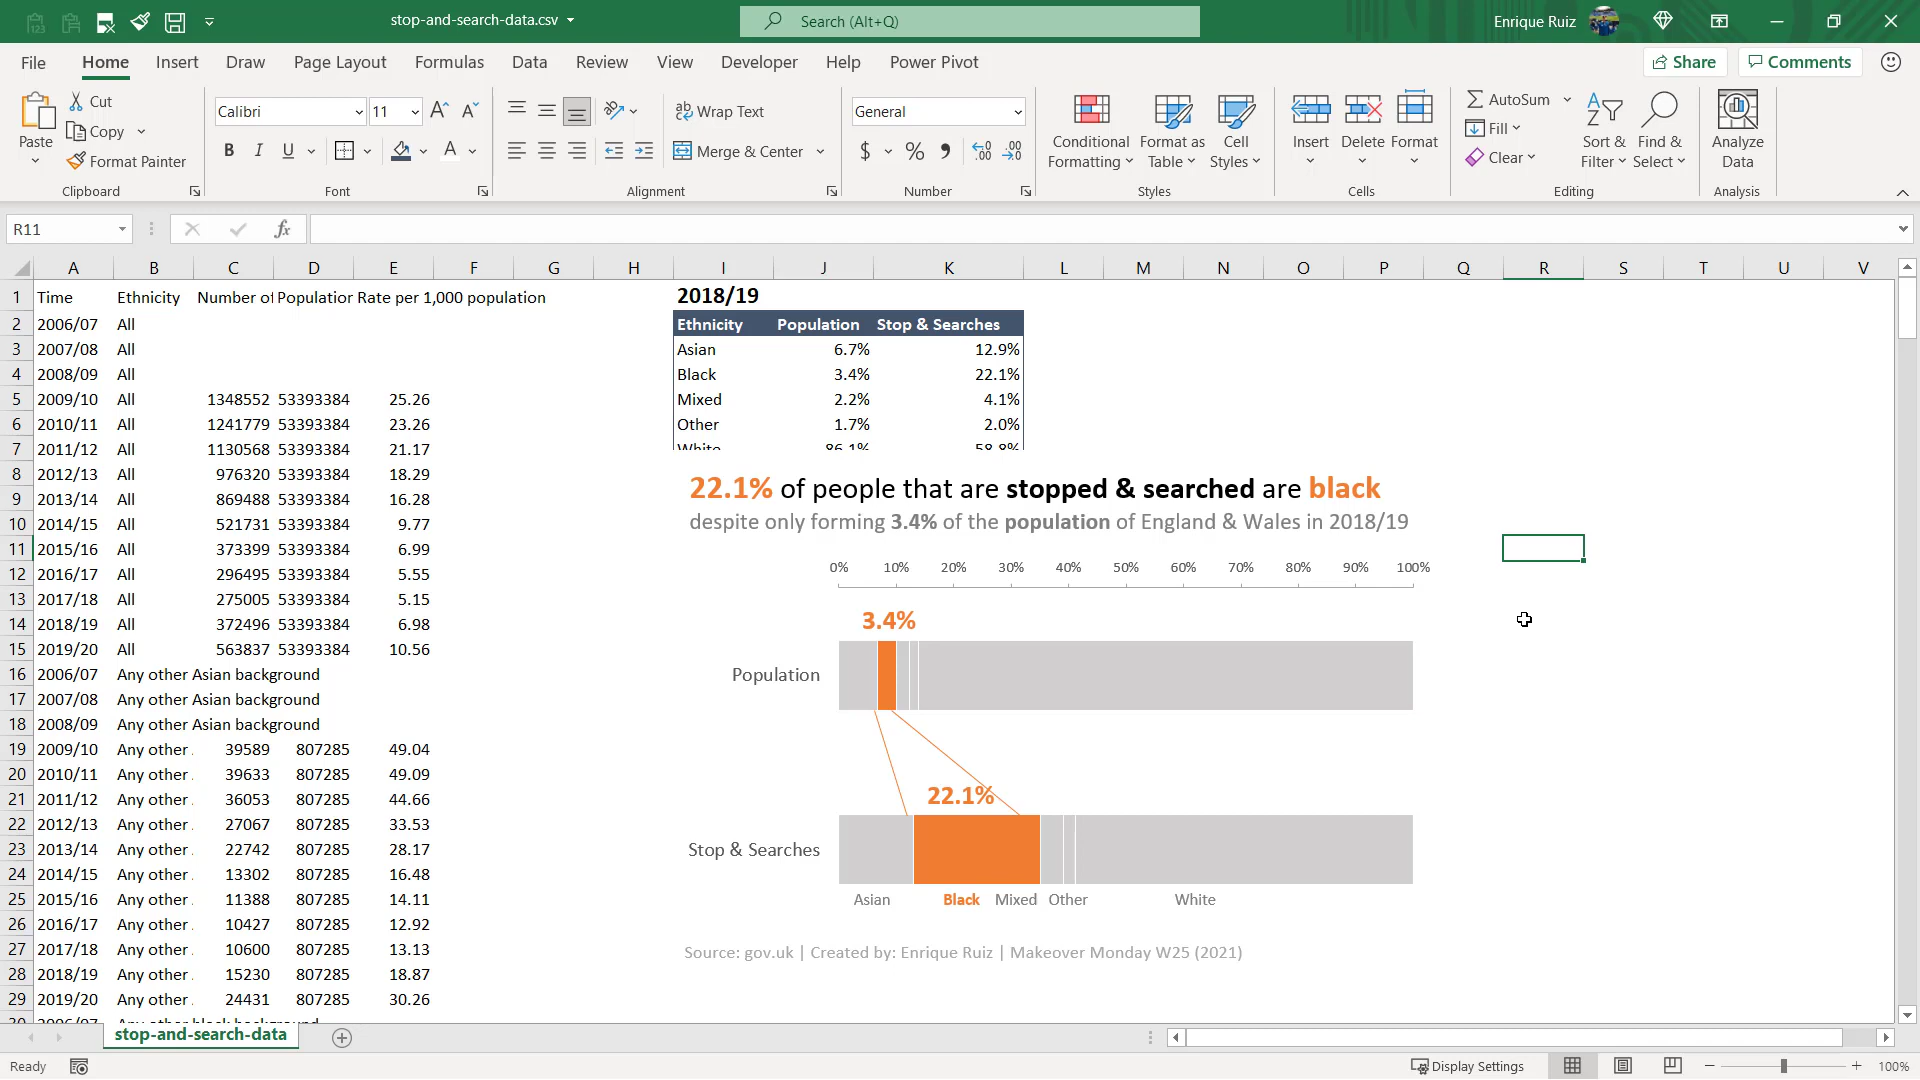 stop-and-search-data.csv
Search (Alt+Q)
Enrique Ruiz
File Home Insert Draw Page Layout Formulas Data Review View Developer Help Power Pivot Share Comments
Paste
Cut
Copy
Format Painter
Clipboard
Calibri 11
B I U A
Font
Wrap Text
Merge & Center
Alignment
General
$ %
Number
Conditional Formatting
Format as Table
Cell Styles
Styles
Insert Delete Format
Cells
AutoSum
Fill
Clear
Sort & Filter
Find & Select
Editing
Analyze Data
Analysis
R11 fx
A B C D E F G H I J K L M N O P Q R S T U V
1 Time Ethnicity Number of Population Rate per 1,000 population 2018/19
2 2006/07 All Ethnicity Population Stop & Searches
3 2007/08 All Asian 6.7% 12.9%
4 2008/09 All Black 3.4% 22.1%
5 2009/10 All 1348552 53393384 25.26 Mixed 2.2% 4.1%
6 2010/11 All 1241779 53393384 23.26 Other 1.7% 2.0%
7 2011/12 All 1130568 53393384 21.17 White 86.1% 58.8%
8 2012/13 All 976320 53393384 18.29
9 2013/14 All 869488 53393384 16.28
10 2014/15 All 521731 53393384 9.77
11 2015/16 All 373399 53393384 6.99
12 2016/17 All 296495 53393384 5.55
13 2017/18 All 275005 53393384 5.15
14 2018/19 All 372496 53393384 6.98
15 2019/20 All 563837 53393384 10.56
16 2006/07 Any other Asian background
17 2007/08 Any other Asian background
18 2008/09 Any other Asian background
19 2009/10 Any other 39589 807285 49.04
20 2010/11 Any other 39633 807285 49.09
21 2011/12 Any other 36053 807285 44.66
22 2012/13 Any other 27067 807285 33.53
23 2013/14 Any other 22742 807285 28.17
24 2014/15 Any other 13302 807285 16.48
25 2015/16 Any other 11388 807285 14.11
26 2016/17 Any other 10427 807285 12.92
27 2017/18 Any other 10600 807285 13.13
28 2018/19 Any other 15230 807285 18.87
29 2019/20 Any other 24431 807285 30.26
22.1% of people that are stopped & searched are black
despite only forming 3.4% of the population of England & Wales in 2018/19
0% 10% 20% 30% 40% 50% 60% 70% 80% 90% 100%
3.4%
Population
22.1%
Stop & Searches
Asian Black Mixed Other White
Source: gov.uk | Created by: Enrique Ruiz | Makeover Monday W25 (2021)
stop-and-search-data
Ready Display Settings 100%